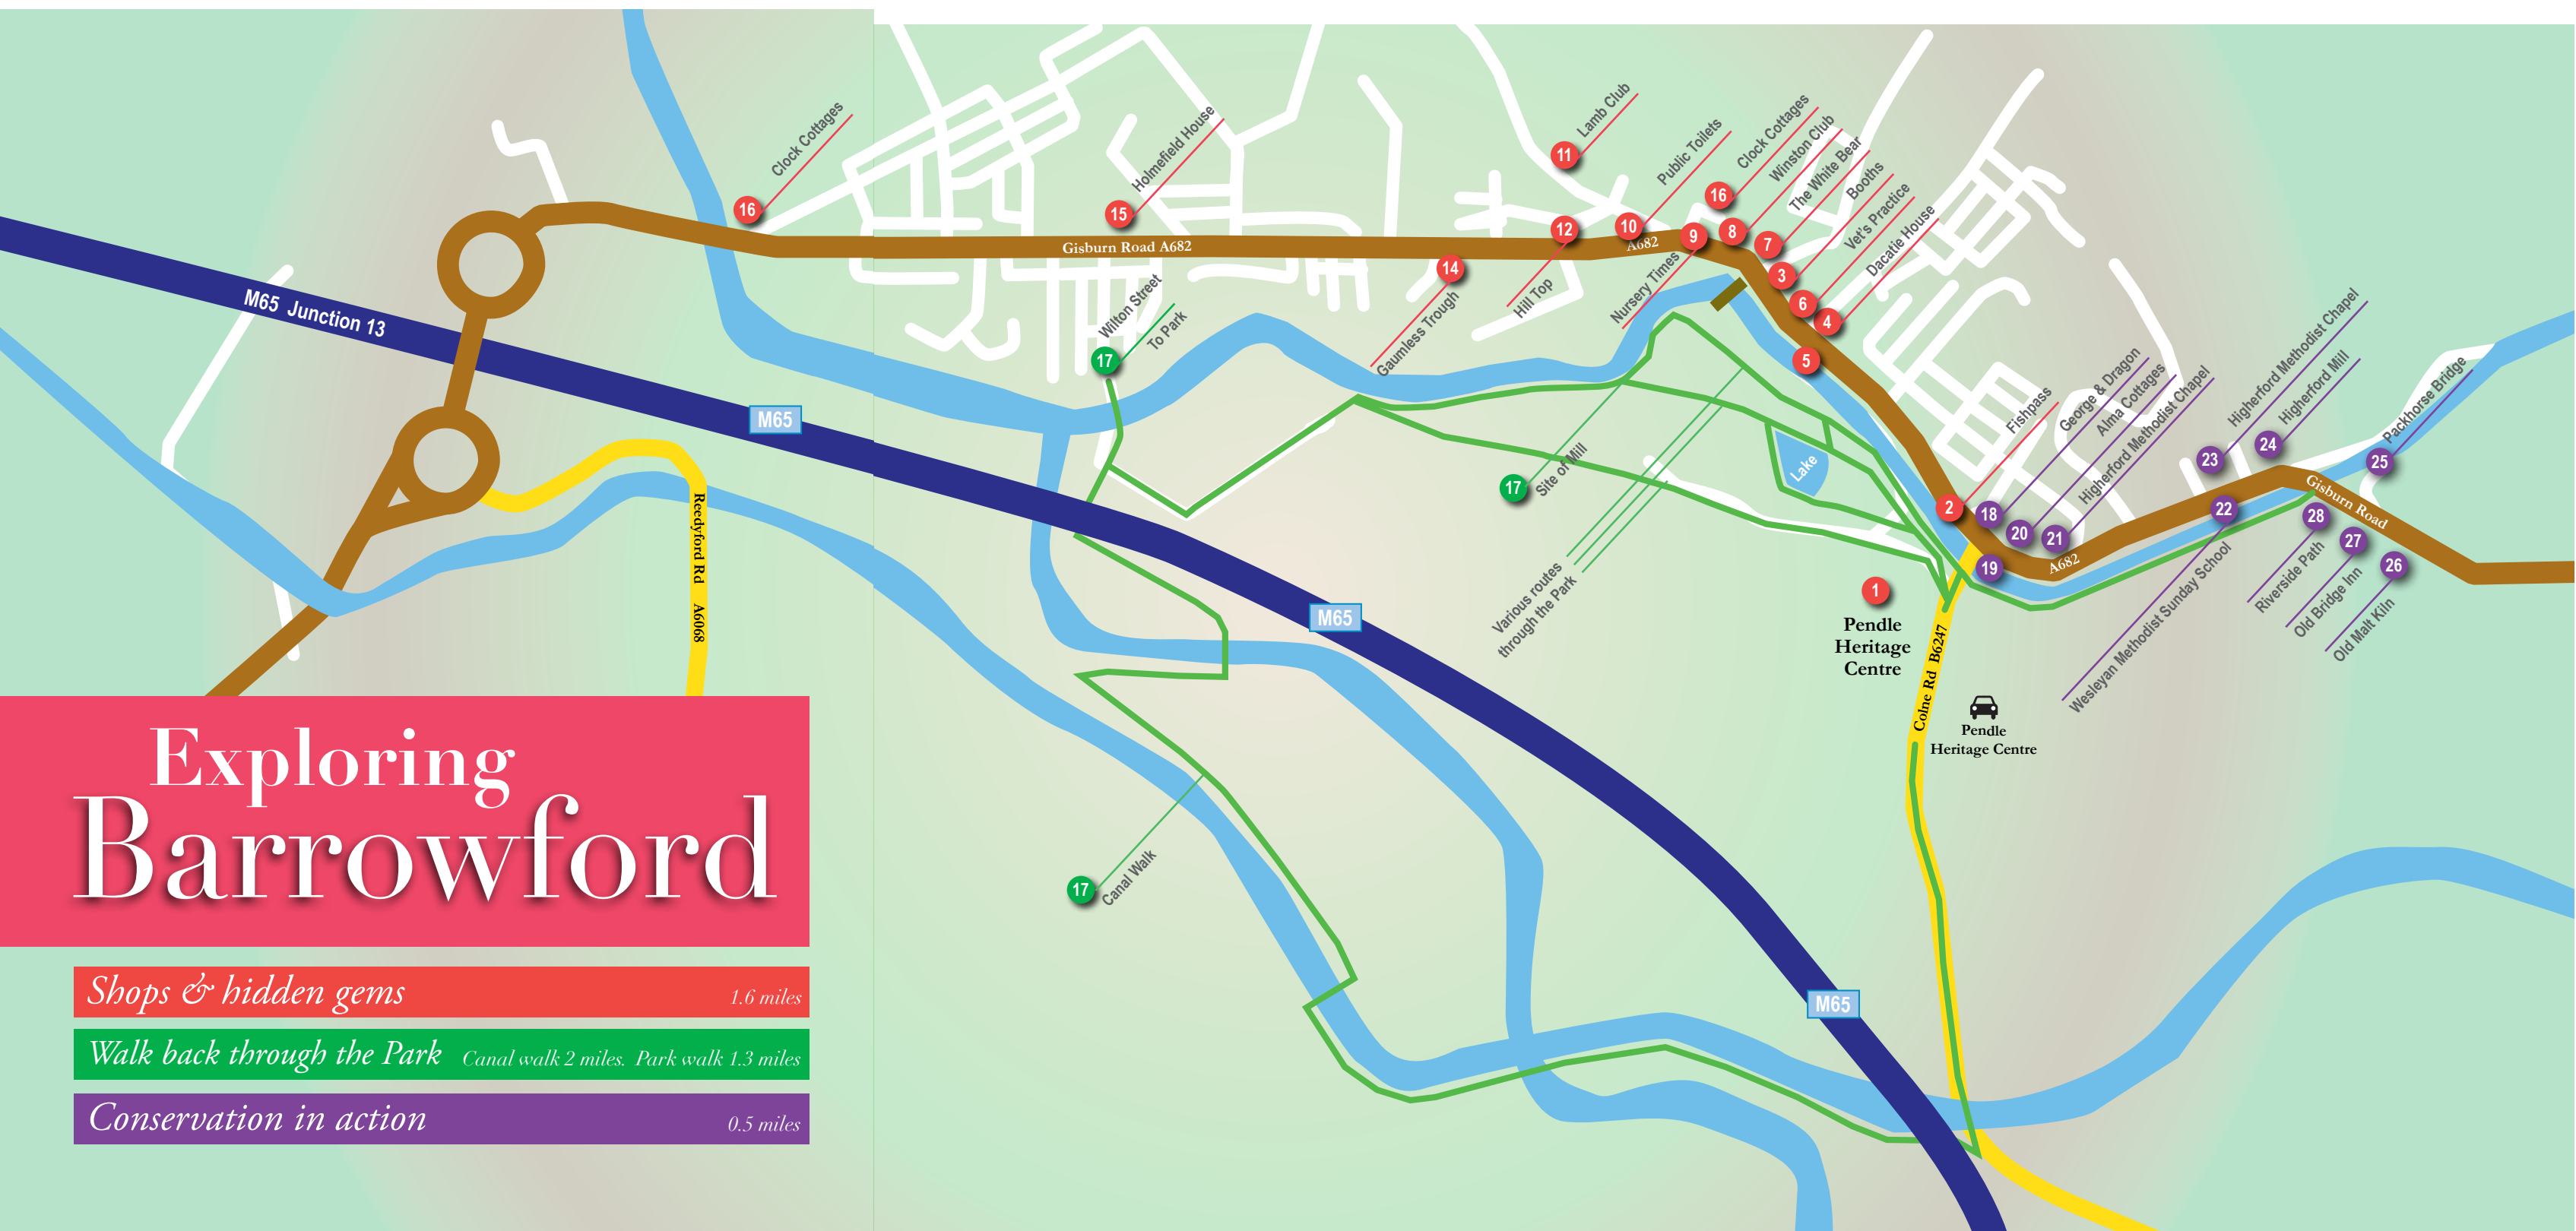 Clock Cottages
16
Holmefield House
15
Lamb Club
11
Public Toilets
10
Clock Cottages
16
Winston Club
8
The White Bear
7
Booths
3
Vet's Practice
6
Dacatie House
4
5
9
Nursery Times
12
Hill Top
14
Gaumless Trough
Gisburn Road A682
A682
M65 Junction 13
M65
Wilton Street
To Park
17
Reedyford Rd A6068
17
Site of Mill
Lake
Various routes
through the Park
M65
Fishpass
2
George & Dragon
18
Alma Cottages
20
Higherford Methodist Chapel
21
19
A682
Higherford Methodist Chapel
23
Higherford Mill
24
Packhorse Bridge
25
Gisburn Road
22
Wesleyan Methodist Sunday School
28
Riverside Path
27
Old Bridge Inn
26
Old Malt Kiln
1
Pendle
Heritage
Centre
Colne Rd B6247
Pendle
Heritage Centre
17
Canal Walk
M65
Exploring
Barrowford
Shops & hidden gems 1.6 miles
Walk back through the Park Canal walk 2 miles. Park walk 1.3 miles
Conservation in action 0.5 miles